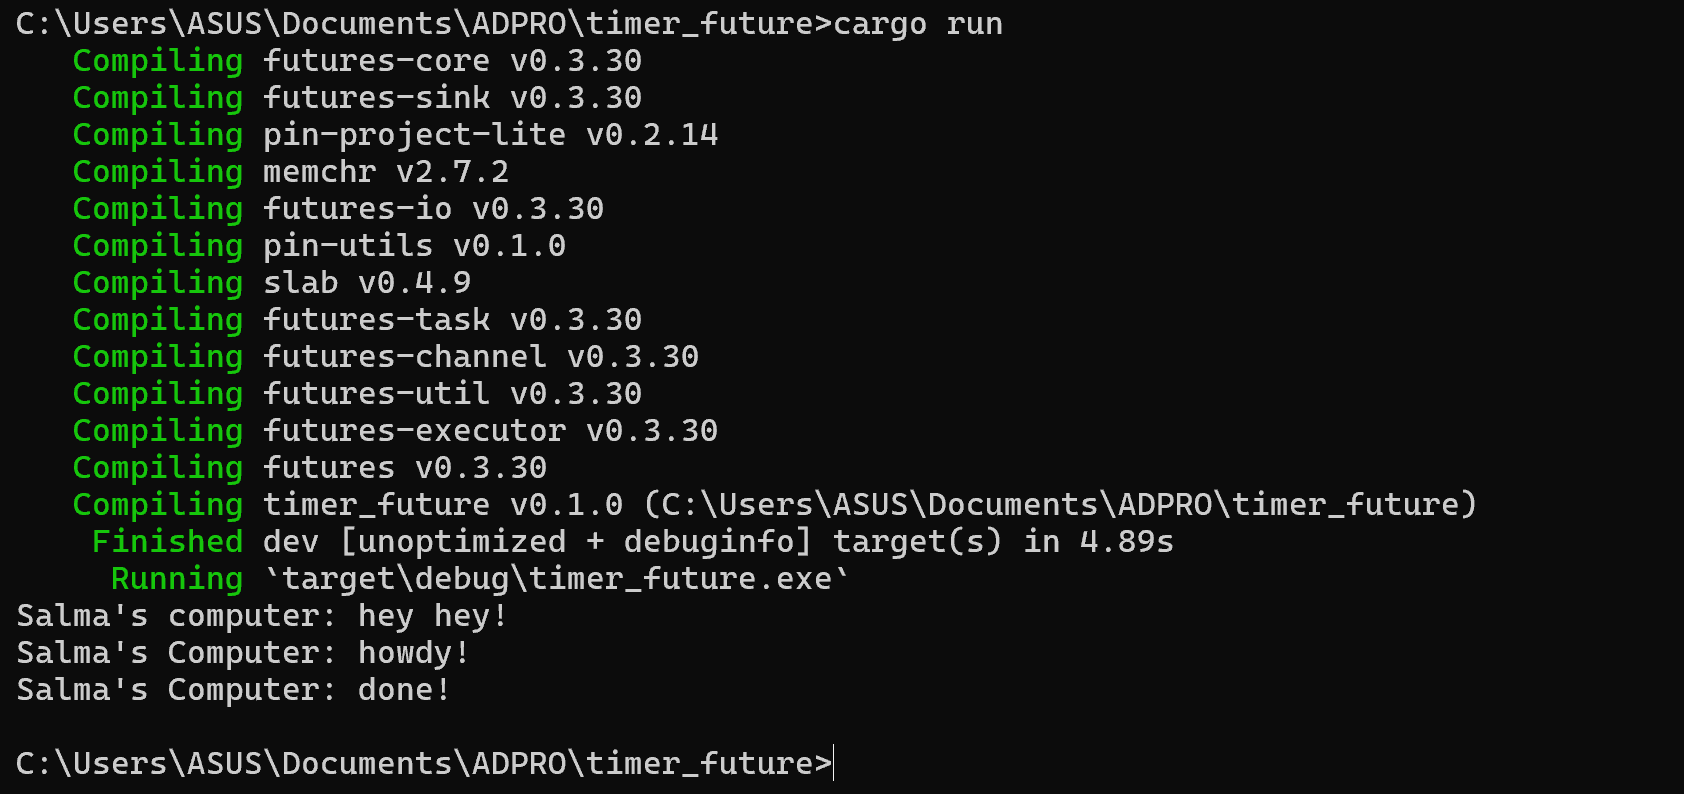 C:\Users\ASUS\Documents\ADPRO\timer_future>cargo run
Compiling futures-core v0.3.30
Compiling futures-sink v0.3.30
Compiling pin-project-lite v0.2.14
Compiling memchr v2.7.2
Compiling futures-io v0.3.30
Compiling pin-utils v0.1.0
Compiling slab v0.4.9
Compiling futures-task v0.3.30
Compiling futures-channel v0.3.30
Compiling futures-util v0.3.30
Compiling futures-executor v0.3.30
Compiling futures v0.3.30
Compiling timer_future v0.1.0 (C:\Users\ASUS\Documents\ADPRO\timer_future)
Finished dev [unoptimized + debuginfo] target(s) in 4.89s
Running `target\debug\timer_future.exe`
Salma's computer: hey hey!
Salma's Computer: howdy!
Salma's Computer: done!
C:\Users\ASUS\Documents\ADPRO\timer_future>